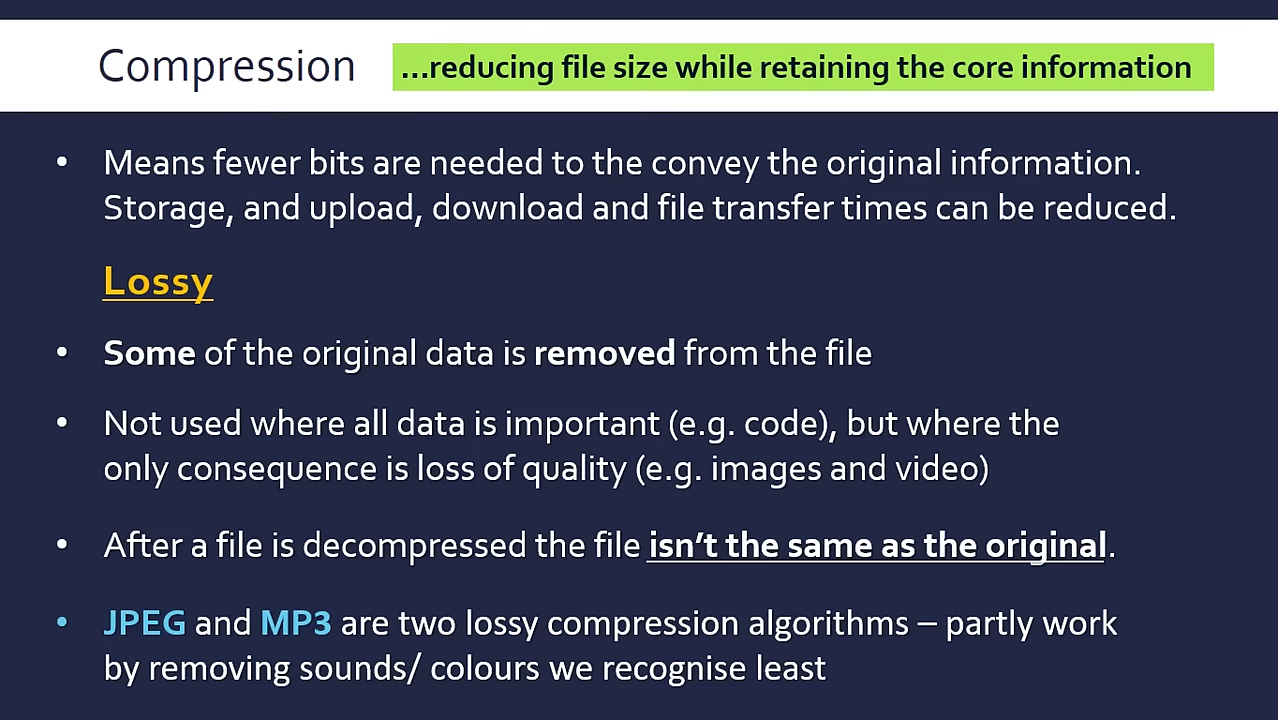 Compression
...reducing file size while retaining the core information
• Means fewer bits are needed to the convey the original information.
Storage, and upload, download and file transfer times can be reduced.
Lossy
• Some of the original data is removed from the file
• Not used where all data is important (e.g. code), but where the
only consequence is loss of quality (e.g. images and video)
• After a file is decompressed the file isn’t the same as the original.
• JPEG and MP3 are two lossy compression algorithms – partly work
by removing sounds/ colours we recognise least